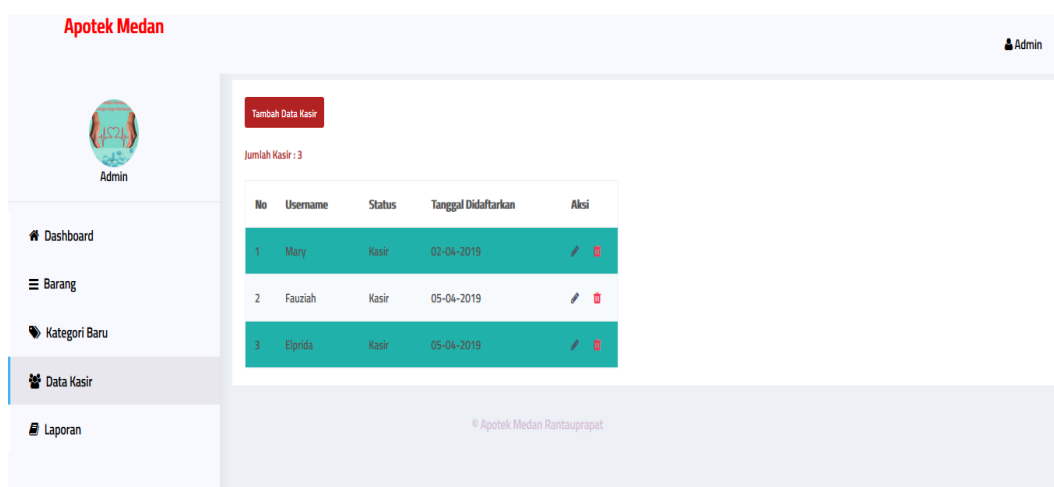 Apotek Medan
Admin
Admin
Dashboard
Barang
Kategori Baru
Data Kasir
Laporan
Tambah Data Kasir
Jumlah Kasir : 3
No Username Status Tanggal Didaftarkan Aksi
1 Mary Kasir 02-04-2019
2 Fauziah Kasir 05-04-2019
3 Elprida Kasir 05-04-2019
© Apotek Medan Rantauprapat